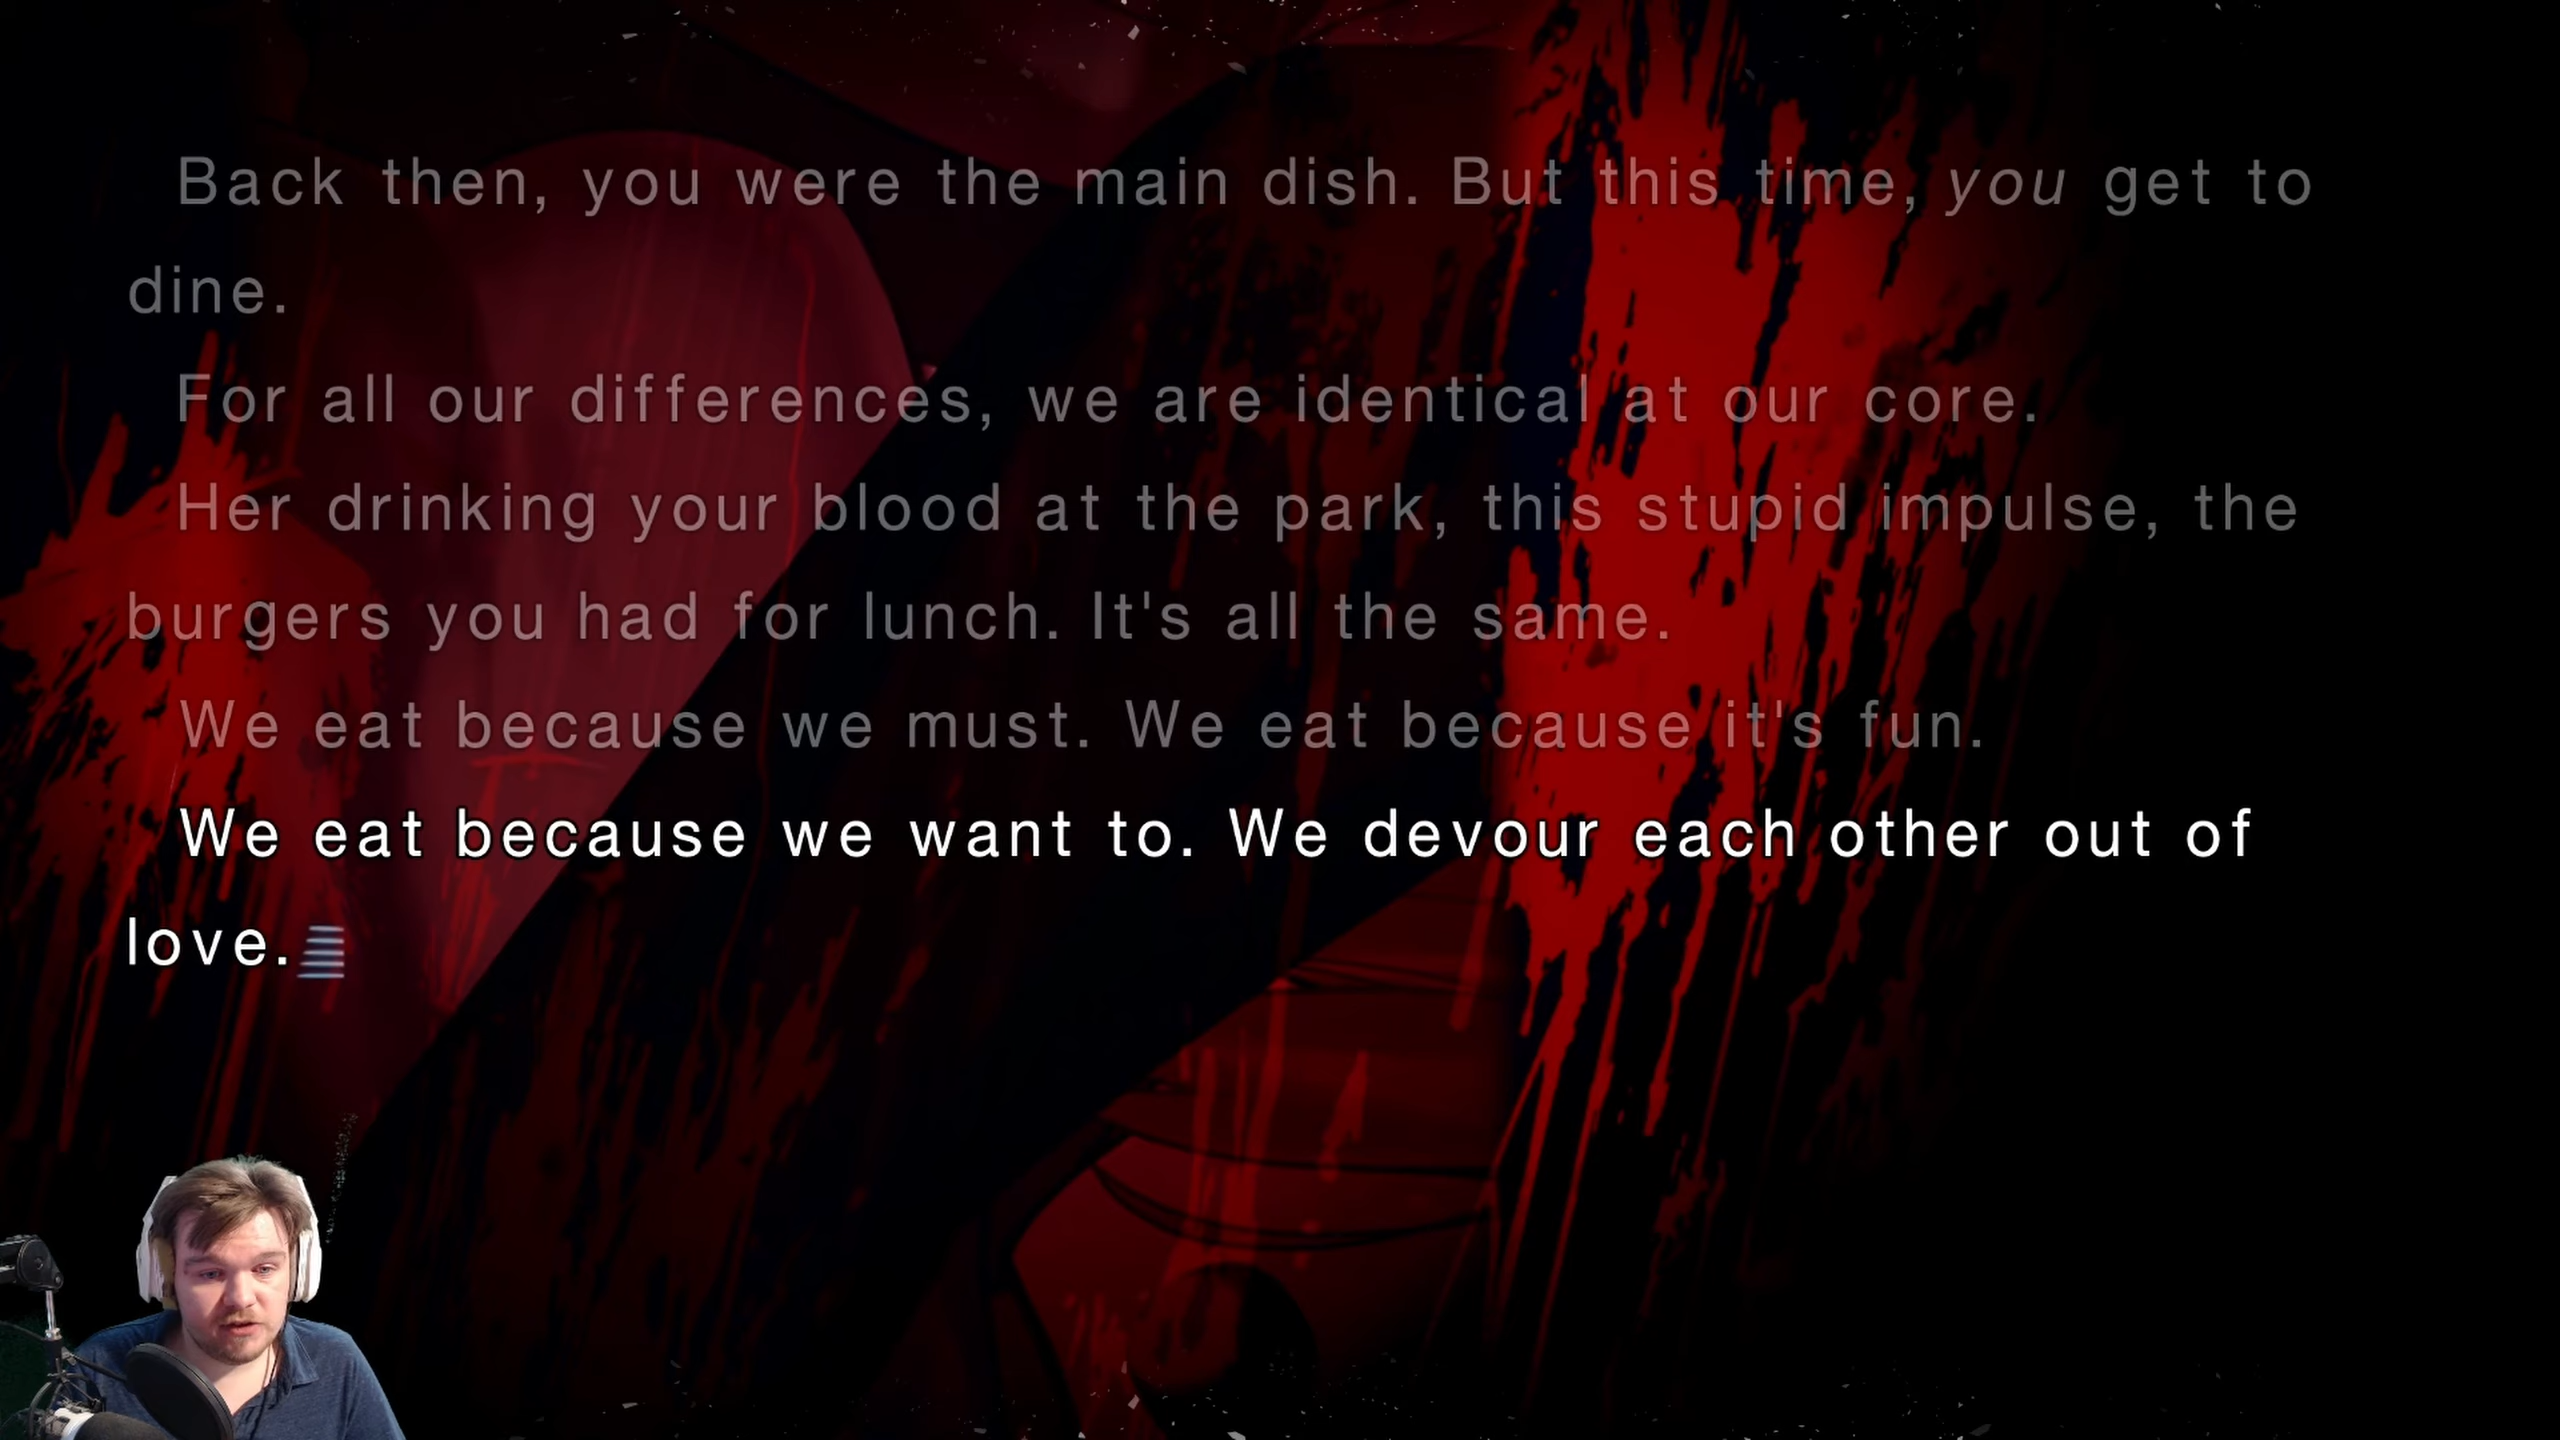 Back then, you were the main dish. But this time, you get to
dine.
For all our differences, we are identical at our core.
Her drinking your blood at the park, this stupid impulse, the
burgers you had for lunch. It's all the same.
We eat because we must. We eat because it's fun.
We eat because we want to. We devour each other out of
love.